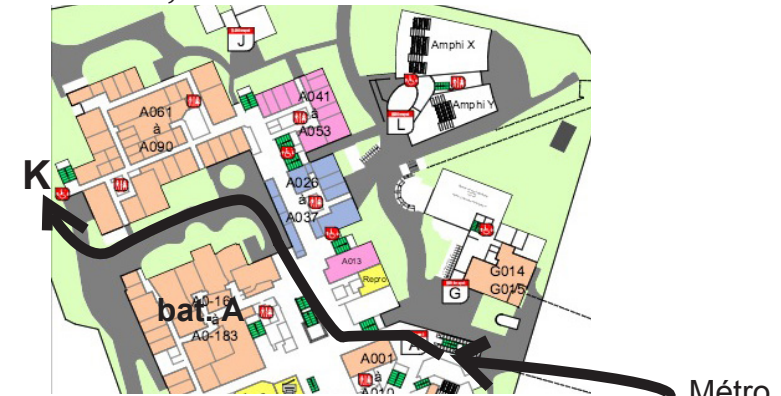 J
Amphi X
A041
à
A053
A061
à
A090
Amphi Y
L
K
A026
à
A037
A013
Repro
G014
G015
G
bat. A
A0-16
à
A0-183
A
A001
à
A010
Métro